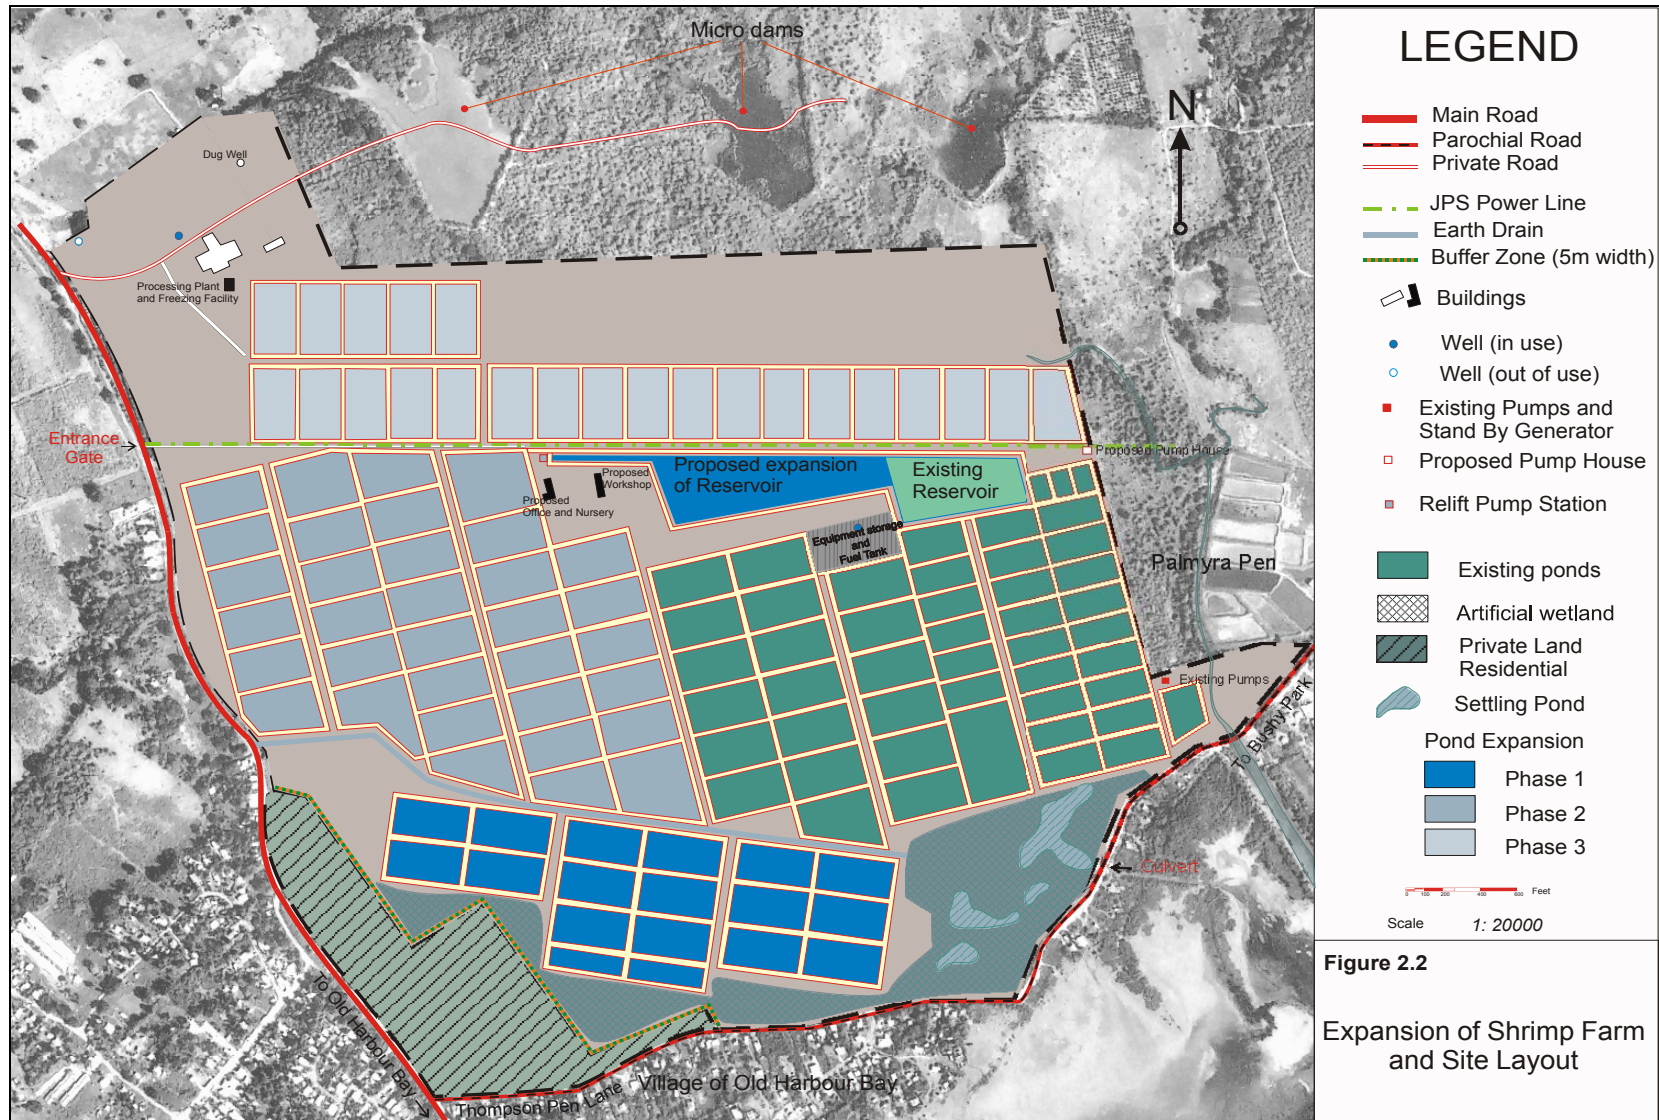 Micro dams
N
Dug Well
Processing Plant
and Freezing Facility
Entrance
Gate
Proposed Pump House
Proposed expansion
of Reservoir
Existing
Reservoir
Proposed
Workshop
Proposed
Office and Nursery
Equipment storage
and
Fuel Tank
Palmyra Pen
Existing Pumps
To Bushy Park
Culvert
To Old Harbour Bay
Thompson Pen Lane
Village of Old Harbour Bay
LEGEND
Main Road
Parochial Road
Private Road
JPS Power Line
Earth Drain
Buffer Zone (5m width)
Buildings
Well (in use)
Well (out of use)
Existing Pumps and
Stand By Generator
Proposed Pump House
Relift Pump Station
Existing ponds
Artificial wetland
Private Land
Residential
Settling Pond
Pond Expansion
Phase 1
Phase 2
Phase 3
0 100 200 400 600 Feet
Scale 1: 20000
Figure 2.2
Expansion of Shrimp Farm
and Site Layout